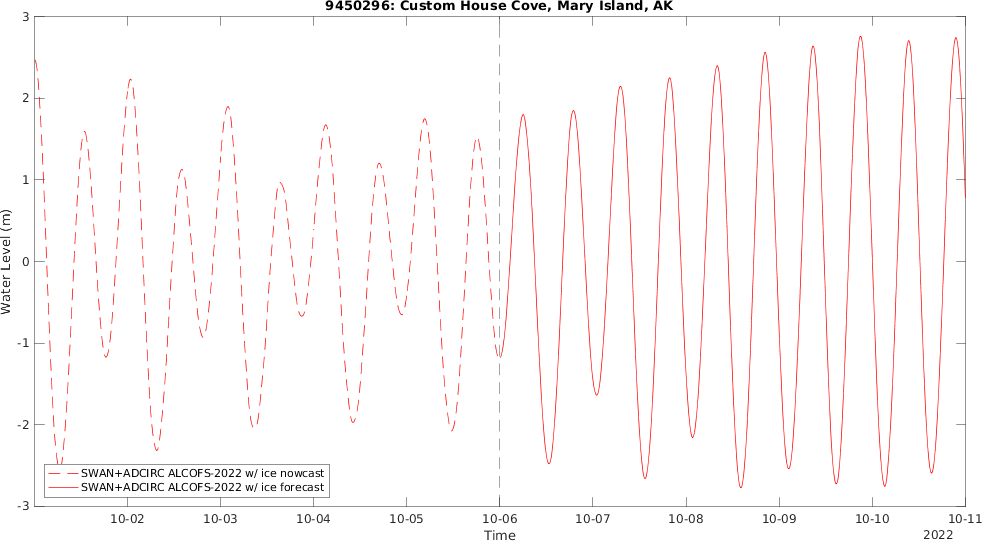 9450296: Custom House Cove, Mary Island, AK
3
2
1
0
-1
-2
-3
Water Level (m)
SWAN+ADCIRC ALCOFS-2022 w/ ice nowcast
SWAN+ADCIRC ALCOFS-2022 w/ ice forecast
10-02 10-03 10-04 10-05 10-06 10-07 10-08 10-09 10-10 10-11
Time
2022